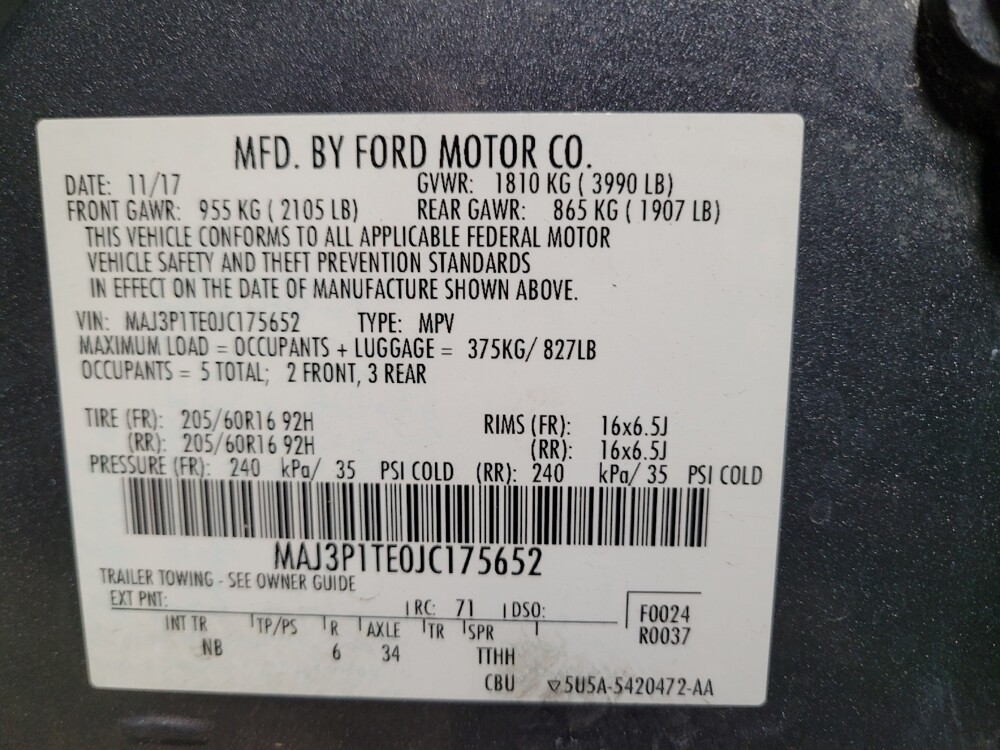 MFD. BY FORD MOTOR CO.
DATE: 11/17 GVWR: 1810 KG ( 3990 LB)
FRONT GAWR: 955 KG ( 2105 LB) REAR GAWR: 865 KG ( 1907 LB)
THIS VEHICLE CONFORMS TO ALL APPLICABLE FEDERAL MOTOR
VEHICLE SAFETY AND THEFT PREVENTION STANDARDS
IN EFFECT ON THE DATE OF MANUFACTURE SHOWN ABOVE.
VIN: MAJ3P1TE0JC175652 TYPE: MPV
MAXIMUM LOAD = OCCUPANTS + LUGGAGE = 375KG/ 827LB
OCCUPANTS = 5 TOTAL; 2 FRONT, 3 REAR
TIRE (FR): 205/60R16 92H RIMS (FR): 16x6.5J
(RR): 205/60R16 92H (RR): 16x6.5J
PRESSURE (FR): 240 kPa/ 35 PSI COLD (RR): 240 kPa/ 35 PSI COLD
MAJ3P1TE0JC175652
TRAILER TOWING - SEE OWNER GUIDE
EXT PNT: RC: 71 DSO: F0024
INT TR TP/PS R AXLE TR SPR R0037
NB 6 34 TTHH
CBU 5U5A-5420472-AA